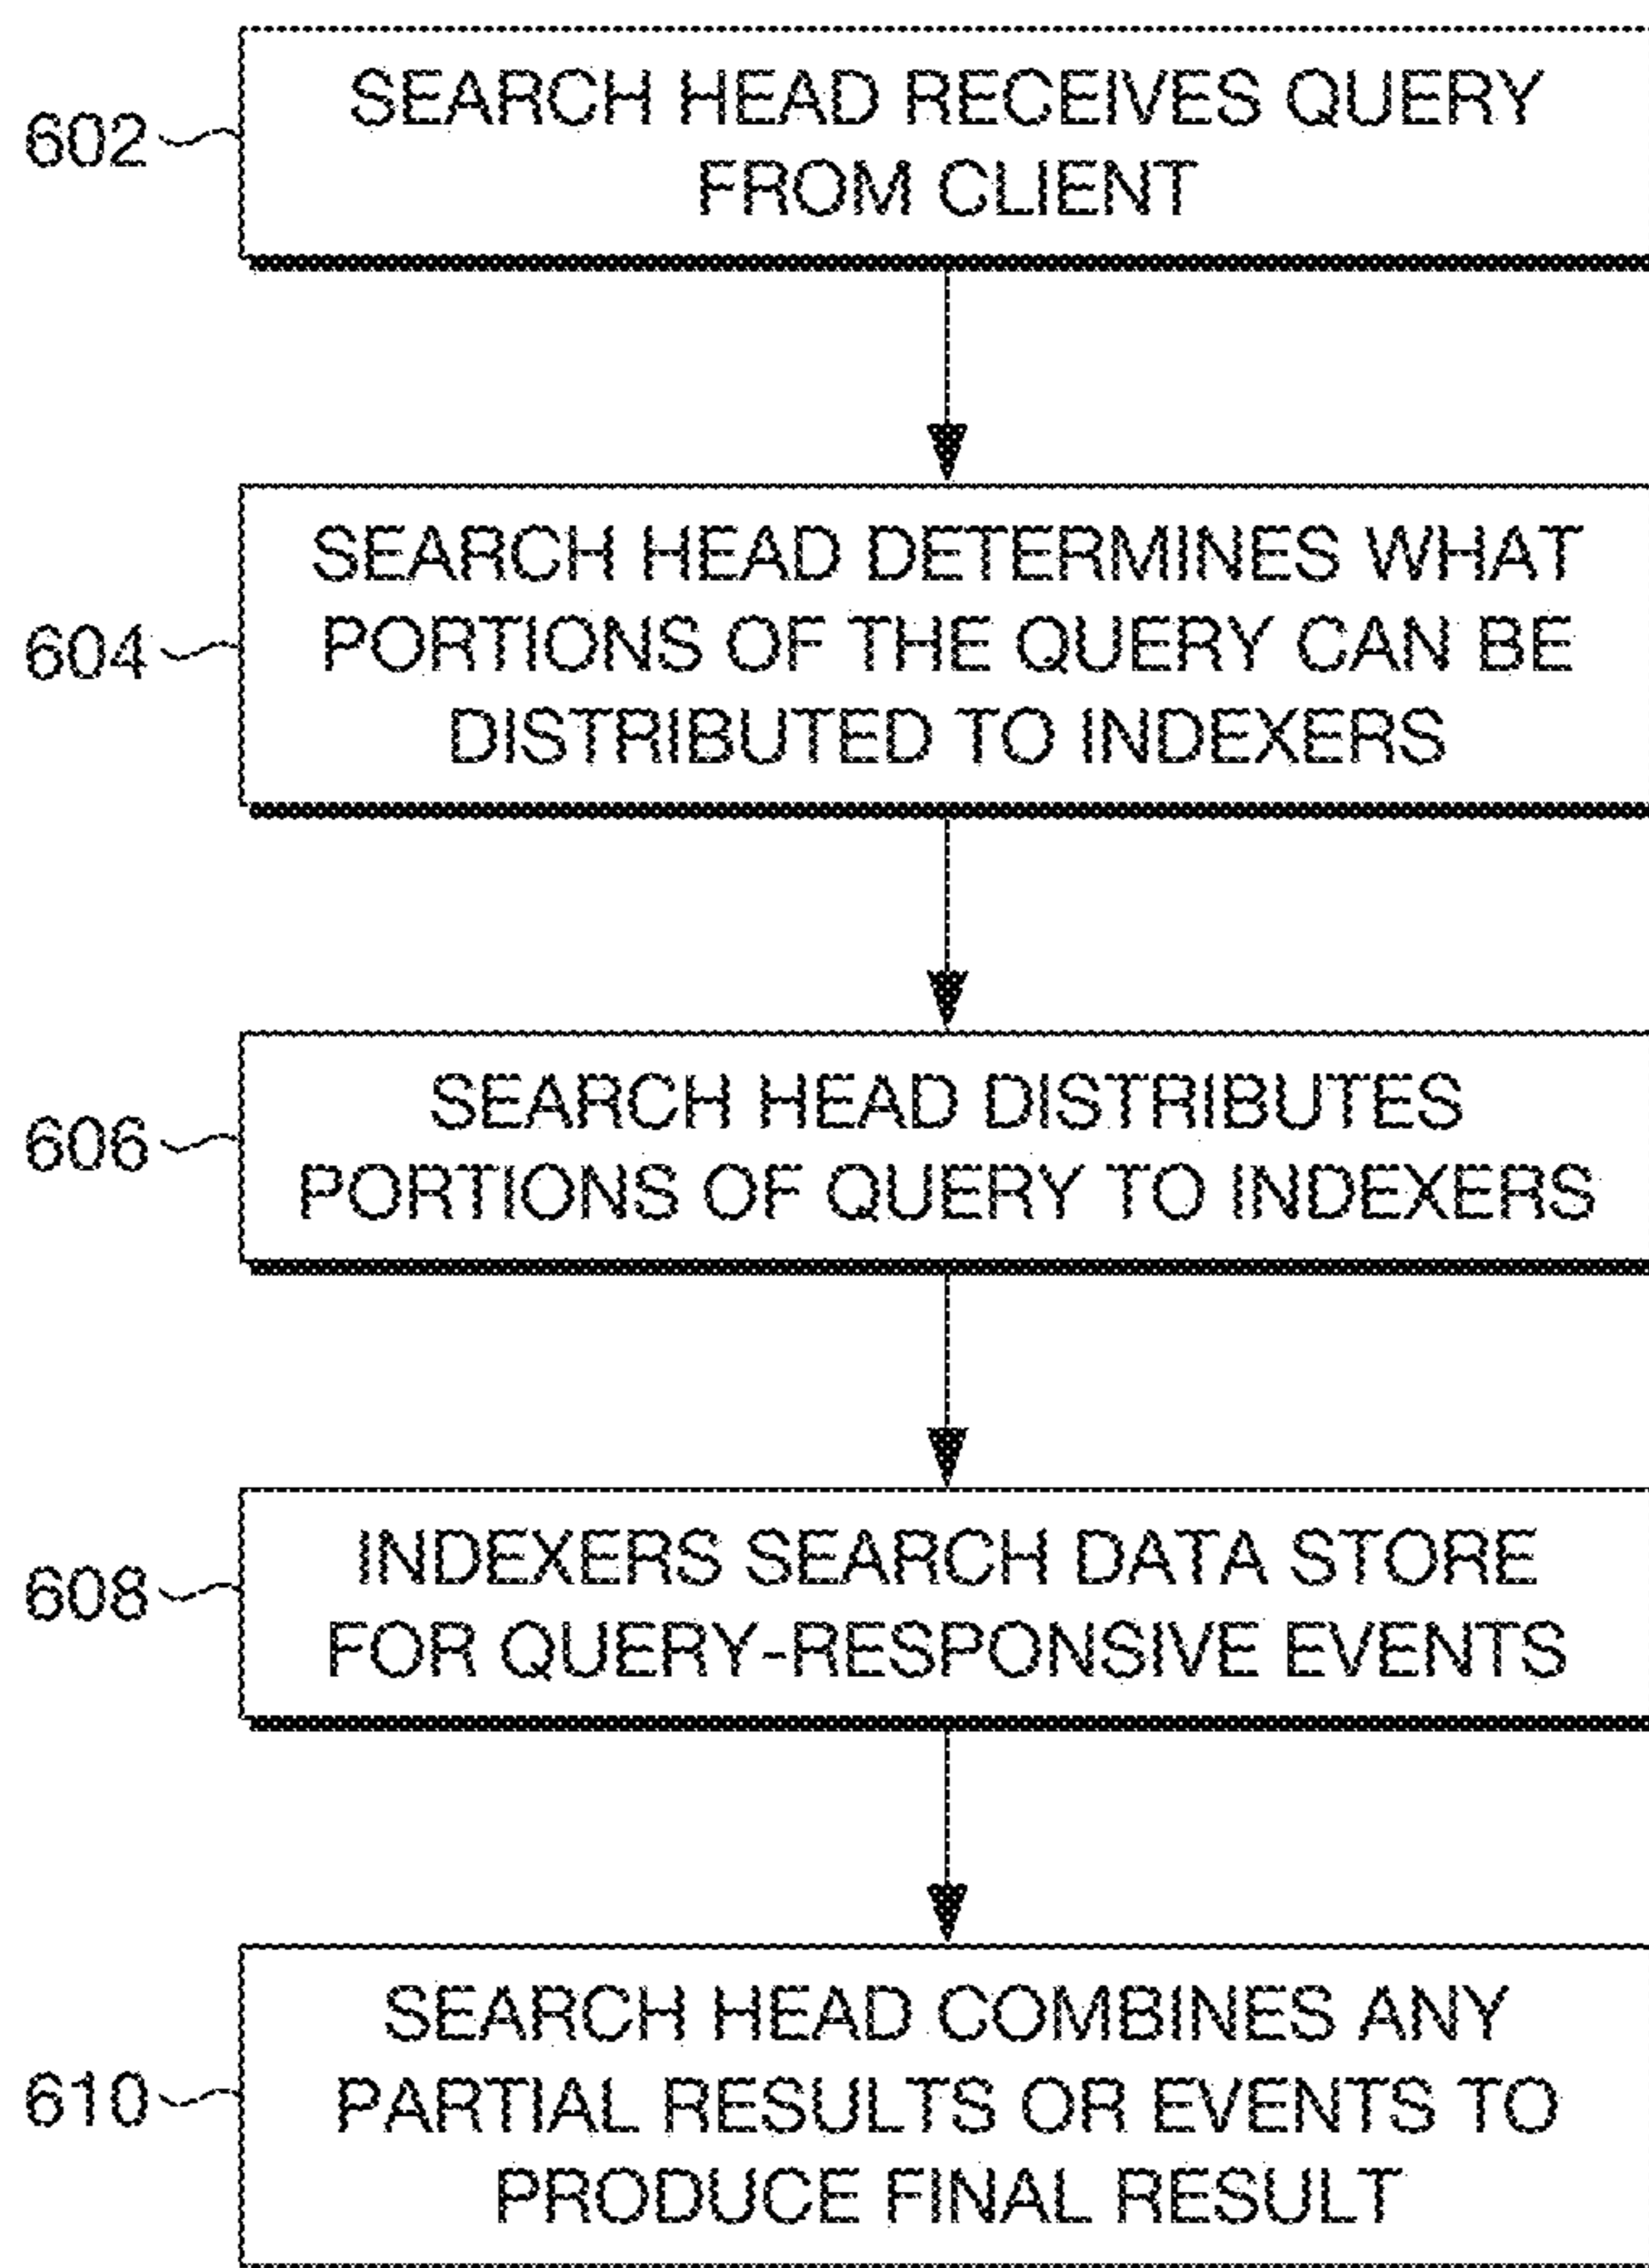 602
SEARCH HEAD RECEIVES QUERY
FROM CLIENT
604
SEARCH HEAD DETERMINES WHAT
PORTIONS OF THE QUERY CAN BE
DISTRIBUTED TO INDEXERS
606
SEARCH HEAD DISTRIBUTES
PORTIONS OF QUERY TO INDEXERS
608
INDEXERS SEARCH DATA STORE
FOR QUERY-RESPONSIVE EVENTS
610
SEARCH HEAD COMBINES ANY
PARTIAL RESULTS OR EVENTS TO
PRODUCE FINAL RESULT